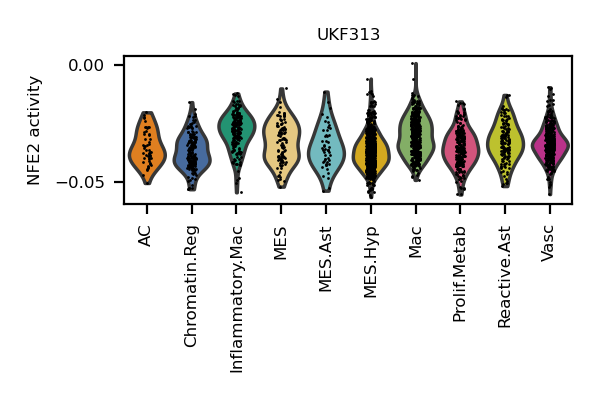 UKF313
NFE2 activity
0.00
−0.05
AC
Chromatin.Reg
Inflammatory.Mac
MES
MES.Ast
MES.Hyp
Mac
Prolif.Metab
Reactive.Ast
Vasc